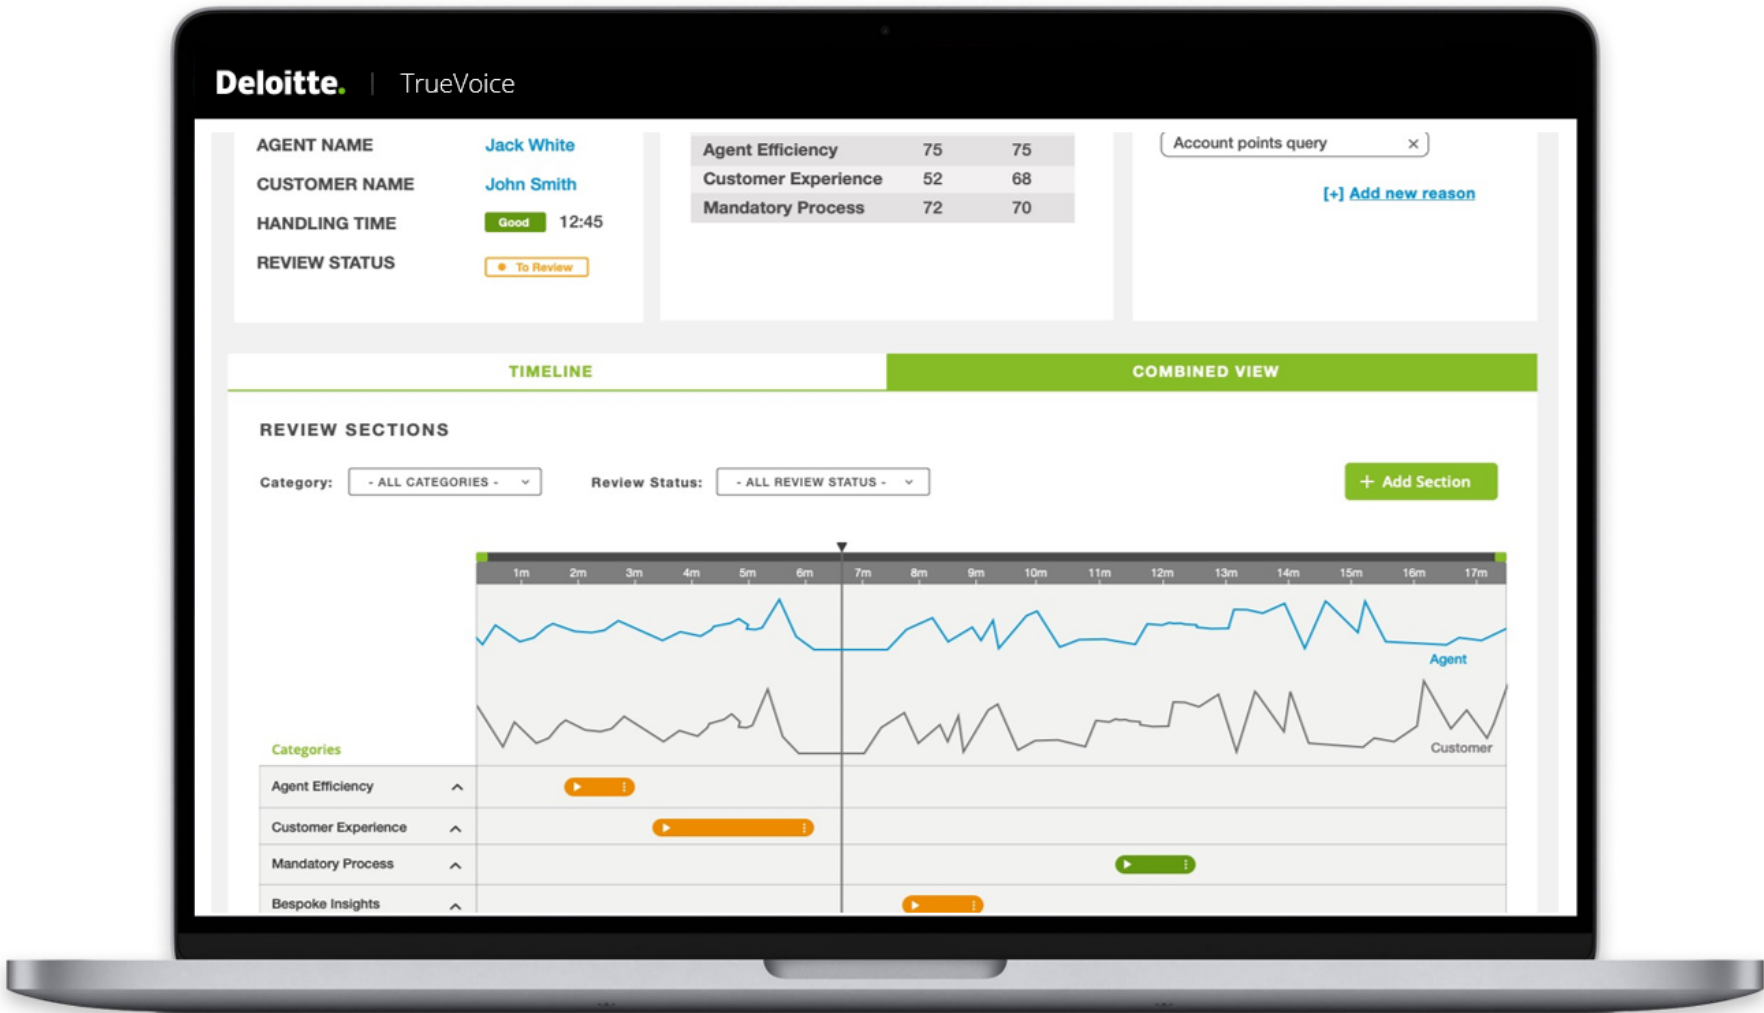 Deloitte. | TrueVoice
AGENT NAME Jack White
CUSTOMER NAME John Smith
HANDLING TIME Good 12:45
REVIEW STATUS To Review
Agent Efficiency 75 75
Customer Experience 52 68
Mandatory Process 72 70
Account points query ×
[+] Add new reason
TIMELINE
COMBINED VIEW
REVIEW SECTIONS
Category: - ALL CATEGORIES - Review Status: - ALL REVIEW STATUS - + Add Section
1m 2m 3m 4m 5m 6m 7m 8m 9m 10m 11m 12m 13m 14m 15m 16m 17m
Agent
Customer
Categories
Agent Efficiency
Customer Experience
Mandatory Process
Bespoke Insights